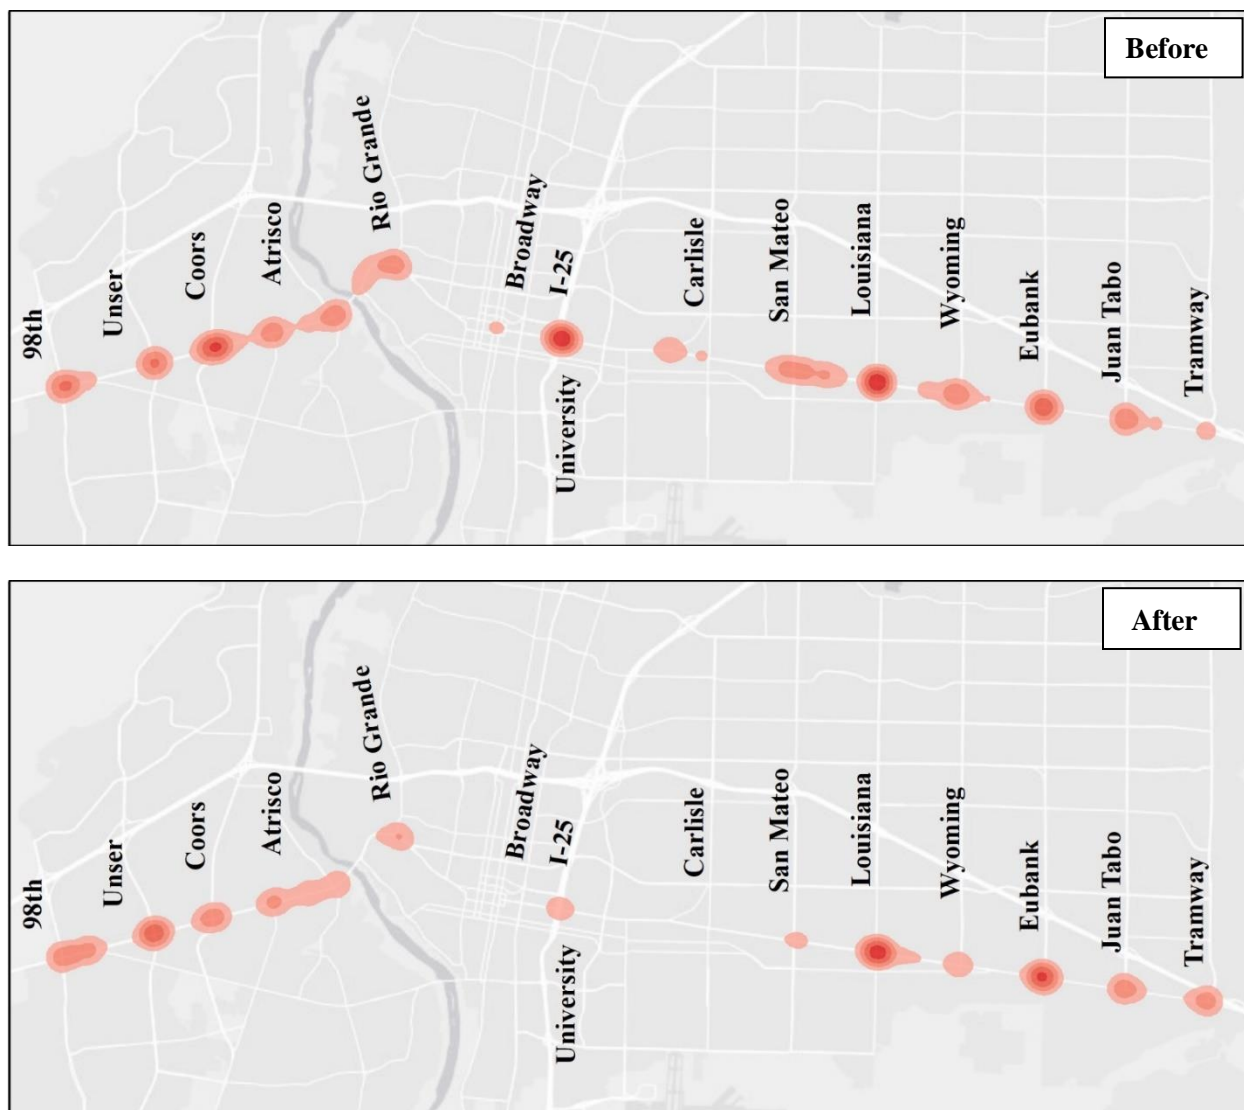 Before
98th
Unser
Coors
Atrisco
Rio Grande
Broadway
I-25
University
Carlisle
San Mateo
Louisiana
Wyoming
Eubank
Juan Tabo
Tramway
After
98th
Unser
Coors
Atrisco
Rio Grande
Broadway
I-25
University
Carlisle
San Mateo
Louisiana
Wyoming
Eubank
Juan Tabo
Tramway